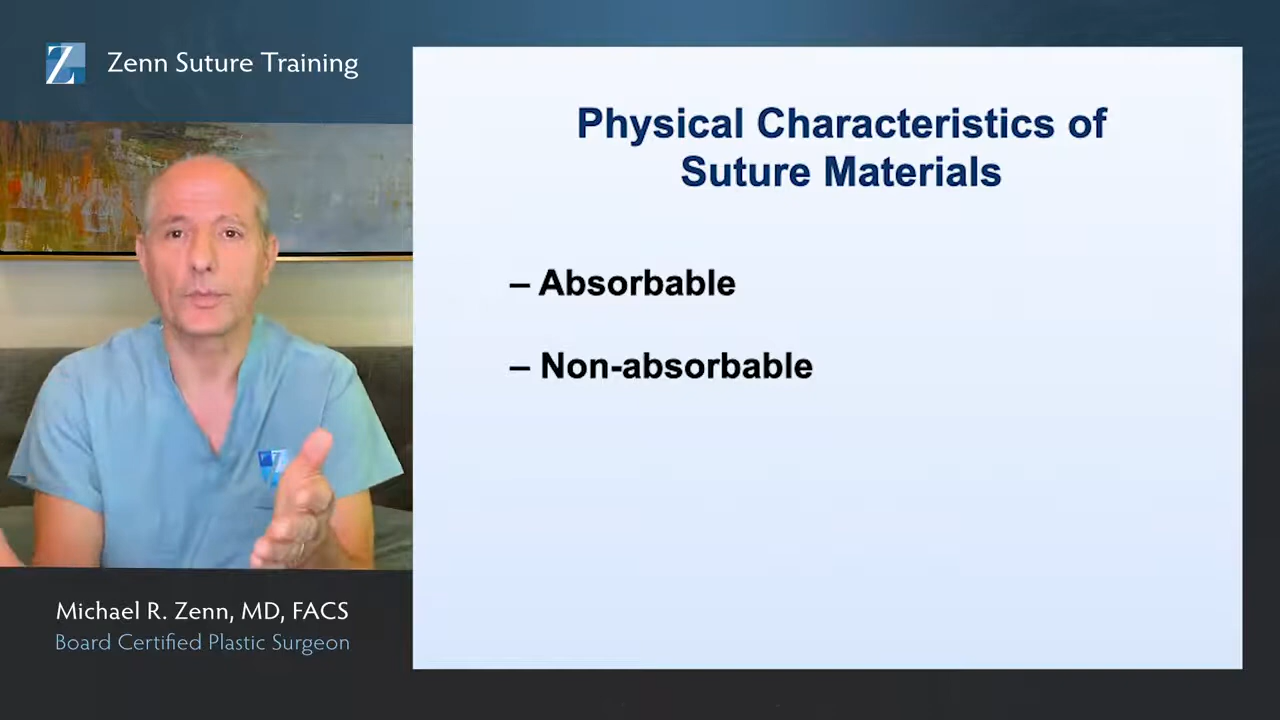 Z Zenn Suture Training
Physical Characteristics of
Suture Materials
– Absorbable
– Non-absorbable
Z
Michael R. Zenn, MD, FACS
Board Certified Plastic Surgeon